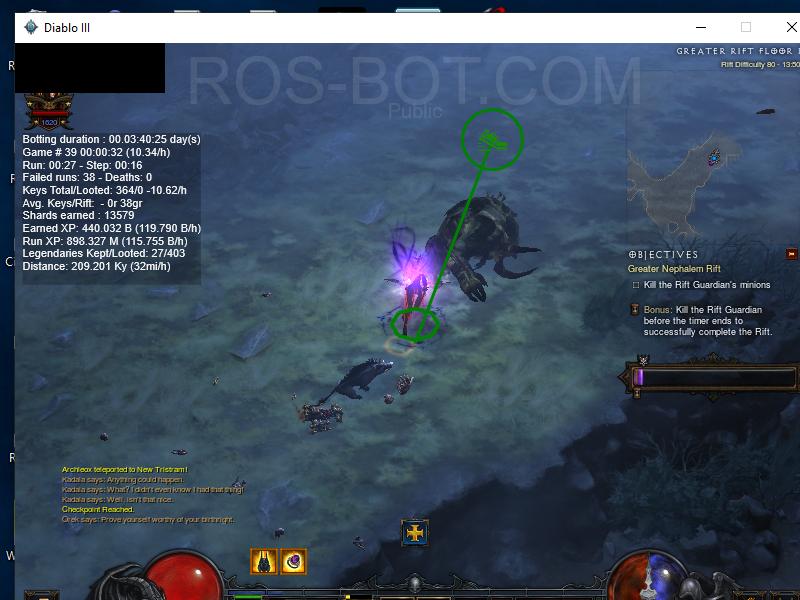 Diablo III
GREATER RIFT FLOOR
Rift Difficulty 80 - 13:50
ROS-BOT.COM
Public
1620
Botting duration : 00.03:40:25 day(s)
Game # 39 00:00:32 (10.34/h)
Run: 00:27 - Step: 00:16
Failed runs: 38 - Deaths: 0
Keys Total/Looted: 364/0 -10.62/h
Avg. Keys/Rift:  - 0r 38gr
Shards earned : 13579
Earned XP: 440.032 B (119.790 B/h)
Run XP: 898.327 M (115.755 B/h)
Legendaries Kept/Looted: 27/403
Distance: 209.201 Ky (32mi/h)
OBJECTIVES
Greater Nephalem Rift
Kill the Rift Guardian's minions
Bonus: Kill the Rift Guardian
before the timer ends to
successfully complete the Rift.
Archleox teleported to New Tristram!
Kadala says: Anything could happen.
Kadala says: What? I didn't even know I had that thing!
Kadala says: Well, isn't that nice.
Checkpoint Reached.
Orek says: Prove yourself worthy of your birthright.